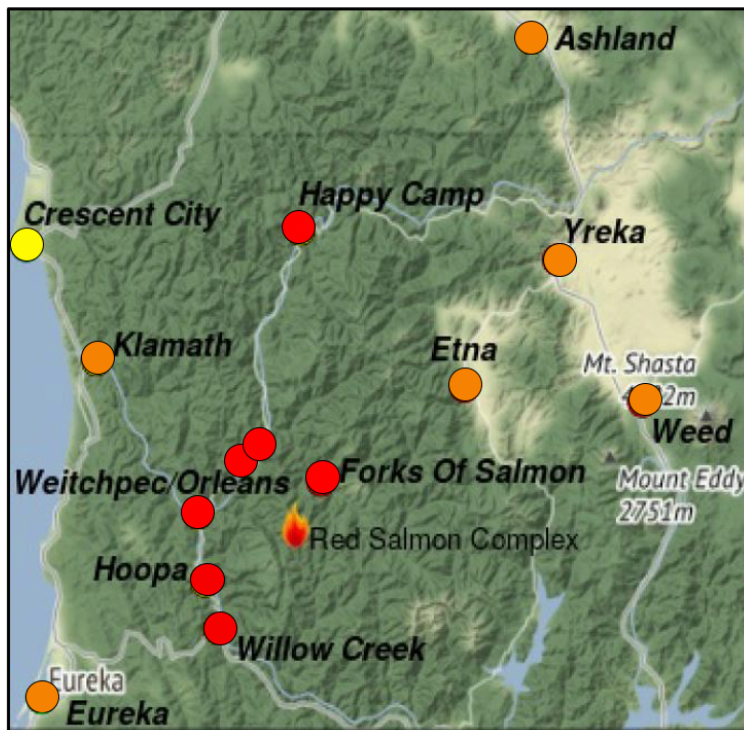 Ashland
Happy Camp
Crescent City
Yreka
Klamath
Etna
Mt. Shasta
Weed
Weitchpec/Orleans
Forks Of Salmon
Mount Eddy
2751m
Red Salmon Complex
Hoopa
Willow Creek
Eureka
Eureka